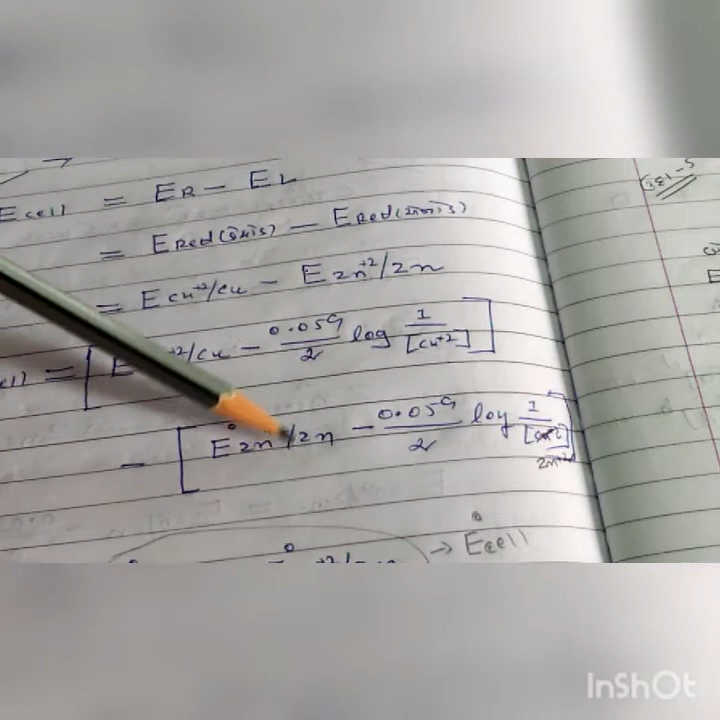 Ecell = ER - EL
= ERed - ERed
= Ecu+2/cu - Ezn+2/zn
= [E +2/cu - 0.059/2 log 1/[cu+2]]
- [E°zn /zn - 0.059/2 log 1/[zn+2]]
→ E°cell
InShOt